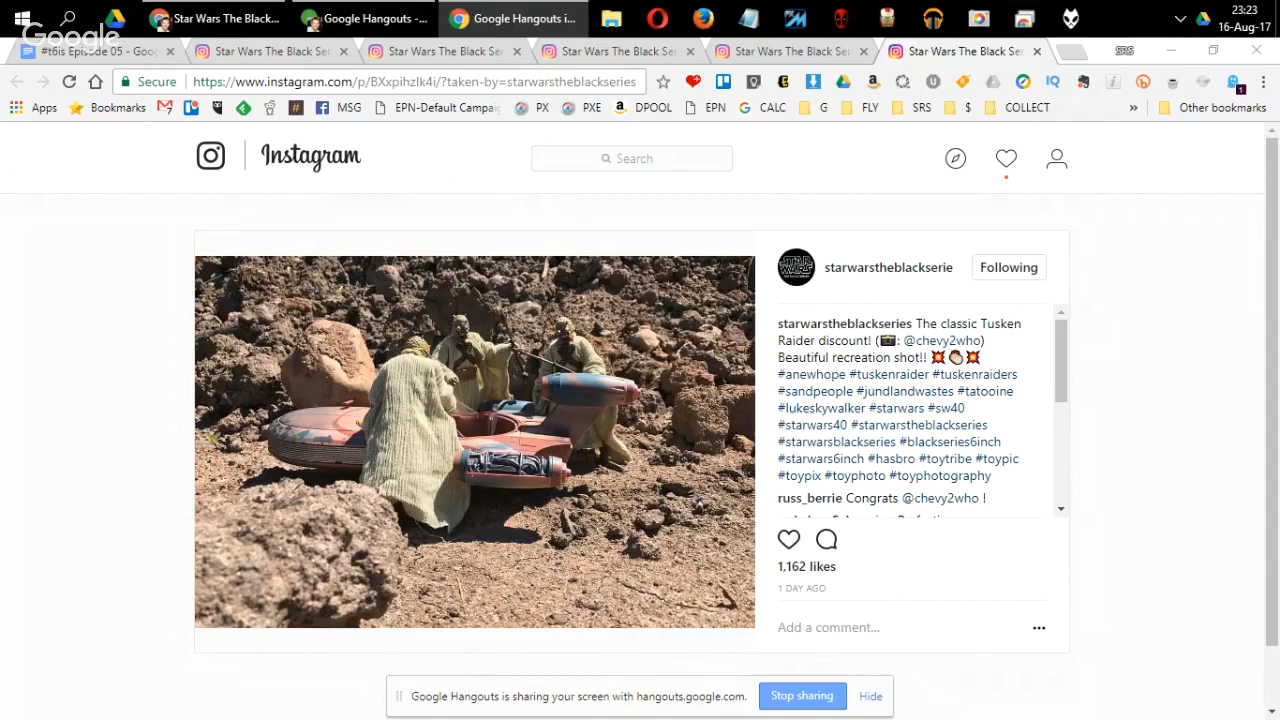 Star Wars The Black...
Google Hangouts -...
Google Hangouts i...
23:23
16-Aug-17
Google
#t6is Episode 05 - Goog
Star Wars The Black Ser
Star Wars The Black Ser
Star Wars The Black Ser
Star Wars The Black Ser
Star Wars The Black Ser
SRS
Secure
https://www.instagram.com/p/BXxpihzlk4i/?taken-by=starwarstheblackseries
Apps
Bookmarks
MSG
EPN-Default Campai
PX
PXE
DPOOL
EPN
CALC
G
FLY
SRS
$
COLLECT
»
Other bookmarks
Instagram
Search
starwarstheblackserie
Following
starwarstheblackseries The classic Tusken
Raider discount! (📷: @chevy2who)
Beautiful recreation shot!! 💥👏🏻💥
#anewhope #tuskenraider #tuskenraiders
#sandpeople #jundlandwastes #tatooine
#lukeskywalker #starwars #sw40
#starwars40 #starwarstheblackseries
#starwarsblackseries #blackseries6inch
#starwars6inch #hasbro #toytribe #toypic
#toypix #toyphoto #toyphotography
russ_berrie Congrats @chevy2who !
1,162 likes
1 DAY AGO
Add a comment...
Google Hangouts is sharing your screen with hangouts.google.com.
Stop sharing
Hide